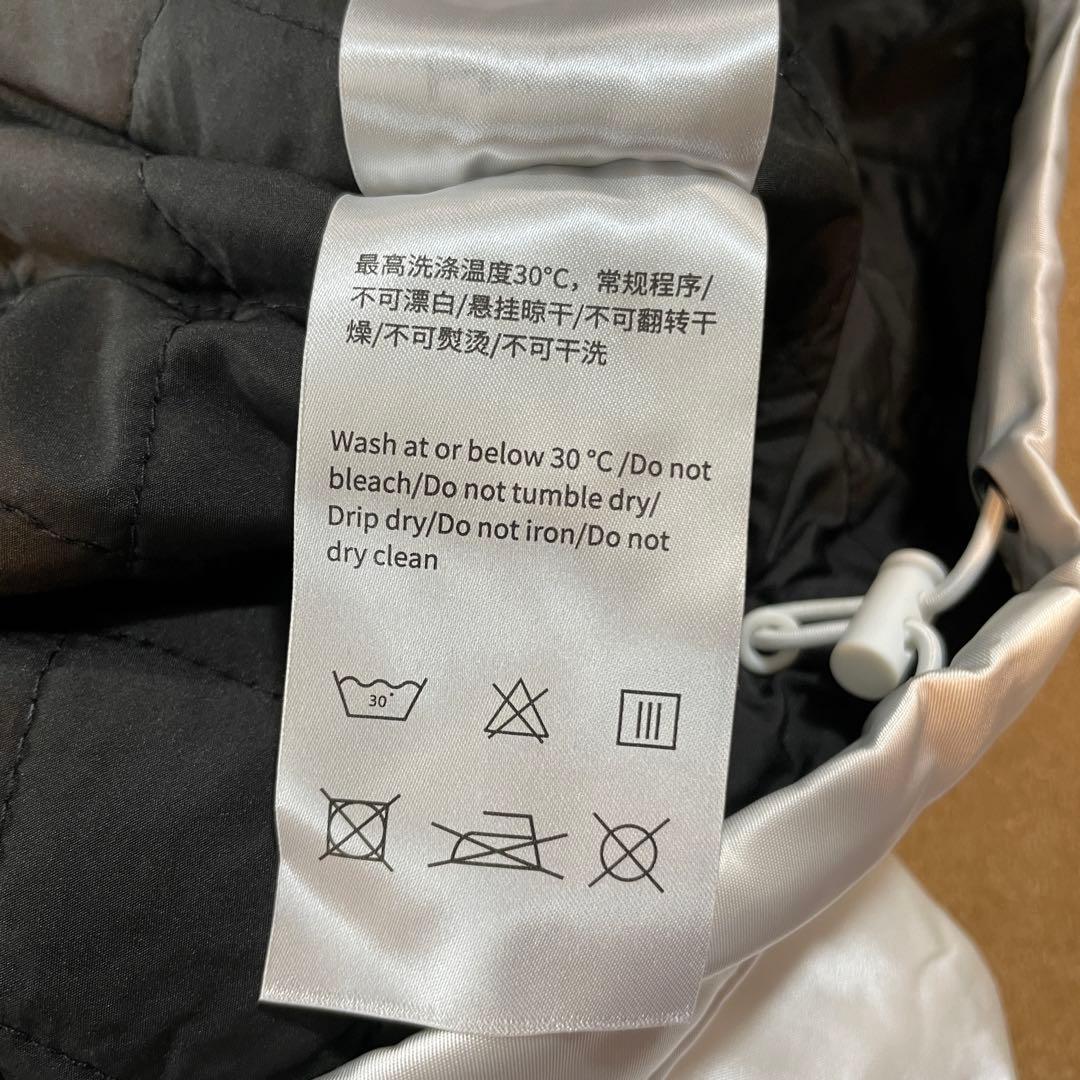 最高洗涤温度30°C，常规程序/
不可漂白/悬挂晾干/不可翻转干
燥/不可熨烫/不可干洗
Wash at or below 30 °C /Do not
bleach/Do not tumble dry/
Drip dry/Do not iron/Do not
dry clean
30°